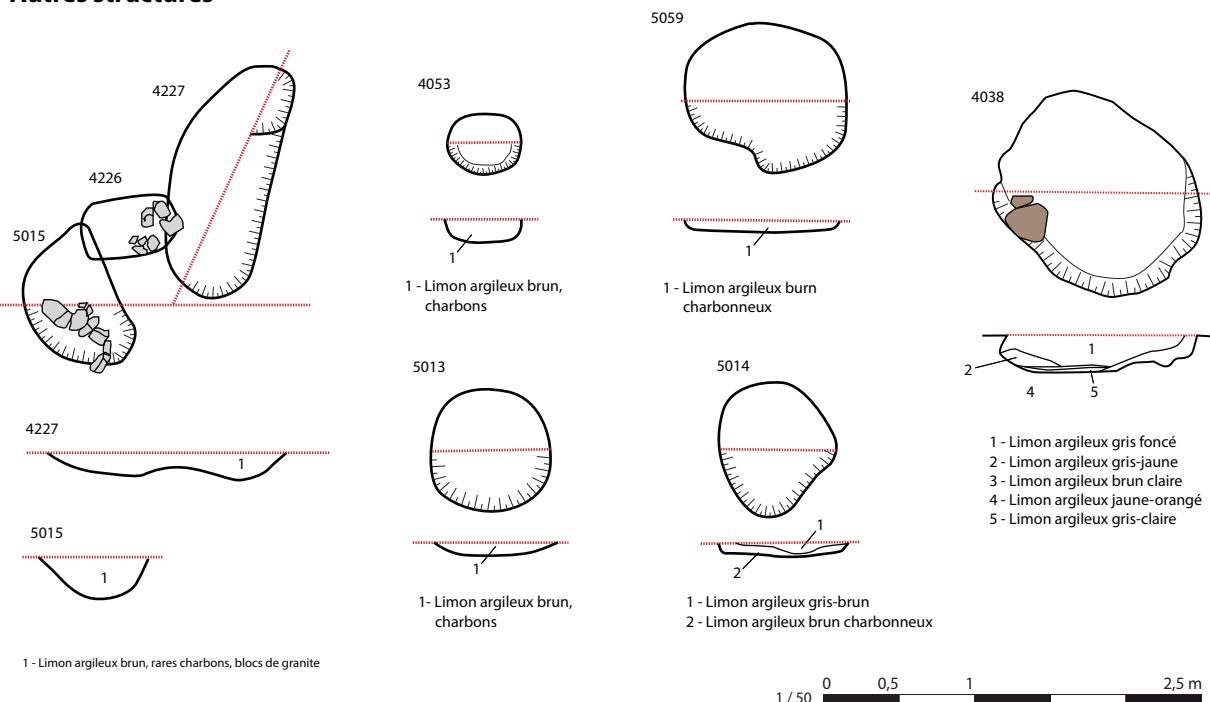 Autres structures
4227
4226
5015
4227
1
5015
1
1 - Limon argileux brun, rares charbons, blocs de granite
4053
1
1 - Limon argileux brun,
charbons
5013
1
1- Limon argileux brun,
charbons
5059
1
1 - Limon argileux burn
charbonneux
5014
1
2
1 - Limon argileux gris-brun
2 - Limon argileux brun charbonneux
4038
1
2
4
5
1 - Limon argileux gris foncé
2 - Limon argileux gris-jaune
3 - Limon argileux brun claire
4 - Limon argileux jaune-orangé
5 - Limon argileux gris-claire
0 0,5 1 2,5 m
1 / 50